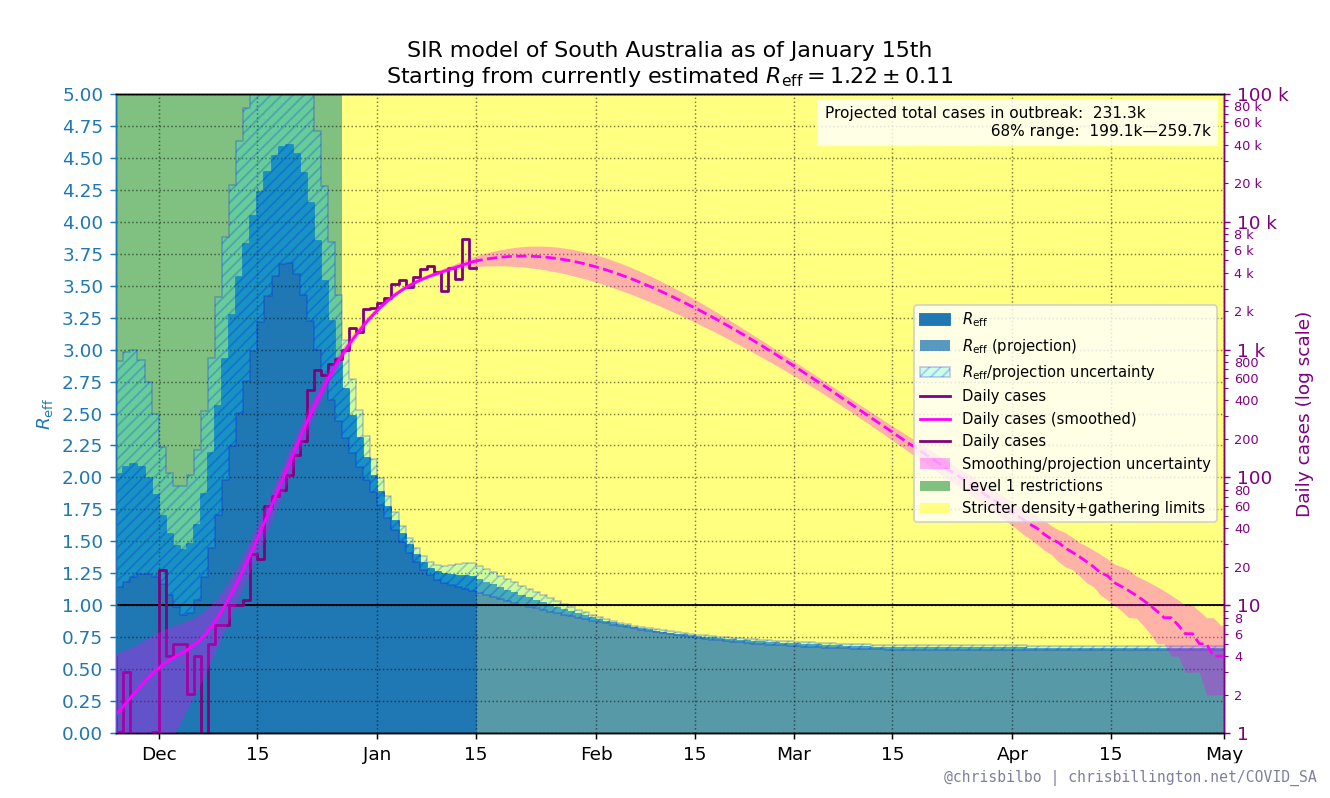 SIR model of South Australia as of January 15th
Starting from currently estimated R_eff = 1.22 ± 0.11
Projected total cases in outbreak: 231.3k
68% range: 199.1k—259.7k
R_eff
5.00
4.75
4.50
4.25
4.00
3.75
3.50
3.25
3.00
2.75
2.50
2.25
2.00
1.75
1.50
1.25
1.00
0.75
0.50
0.25
0.00
100 k
80 k
60 k
40 k
20 k
10 k
8 k
6 k
4 k
2 k
1 k
800
600
400
200
100
80
60
40
20
10
8
6
4
2
1
Daily cases (log scale)
R_eff
R_eff (projection)
R_eff/projection uncertainty
Daily cases
Daily cases (smoothed)
Daily cases
Smoothing/projection uncertainty
Level 1 restrictions
Stricter density+gathering limits
Dec 15 Jan 15 Feb 15 Mar 15 Apr 15 May
@chrisbilbo | chrisbillington.net/COVID_SA